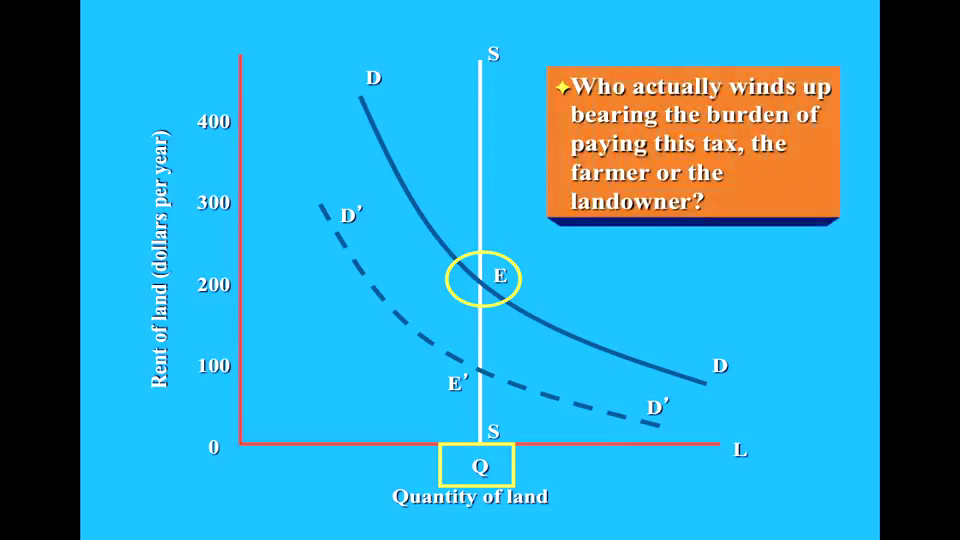 S
D
✦Who actually winds up
bearing the burden of
paying this tax, the
farmer or the
landowner?
400
300
200
100
0
Rent of land (dollars per year)
D’
E
D
E’
D’
S
L
Q
Quantity of land